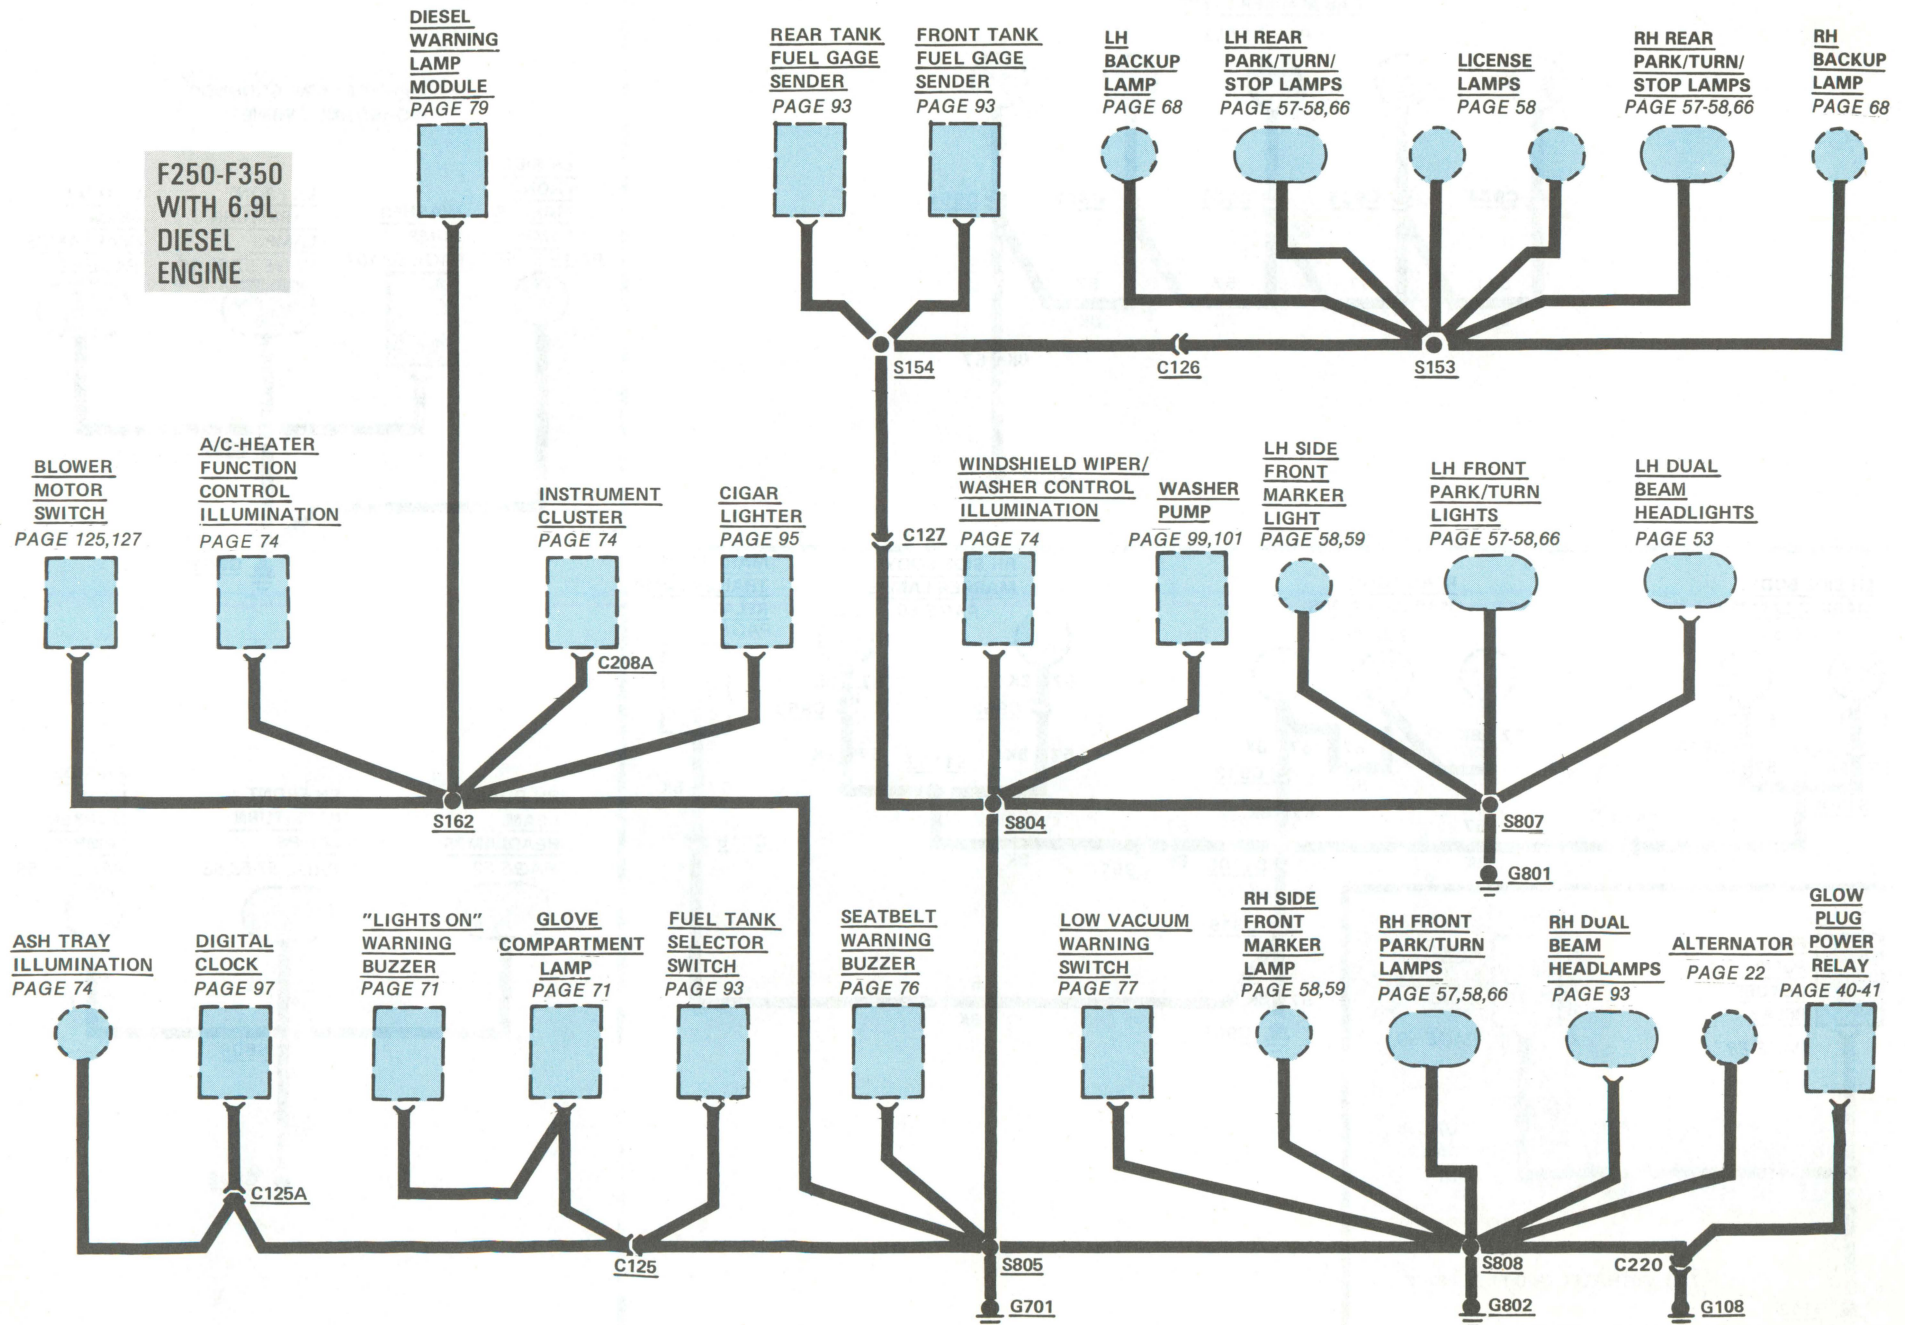 DIESEL
WARNING
LAMP
MODULE
PAGE 79
REAR TANK
FUEL GAGE
SENDER
PAGE 93
FRONT TANK
FUEL GAGE
SENDER
PAGE 93
LH
BACKUP
LAMP
PAGE 68
LH REAR
PARK/TURN/
STOP LAMPS
PAGE 57-58,66
LICENSE
LAMPS
PAGE 58
RH REAR
PARK/TURN/
STOP LAMPS
PAGE 57-58,66
RH
BACKUP
LAMP
PAGE 68
F250-F350
WITH 6.9L
DIESEL
ENGINE
S154
C126
S153
BLOWER
MOTOR
SWITCH
PAGE 125,127
A/C-HEATER
FUNCTION
CONTROL
ILLUMINATION
PAGE 74
INSTRUMENT
CLUSTER
PAGE 74
CIGAR
LIGHTER
PAGE 95
C127
WINDSHIELD WIPER/
WASHER CONTROL
ILLUMINATION
PAGE 74
WASHER
PUMP
PAGE 99,101
LH SIDE
FRONT
MARKER
LIGHT
PAGE 58,59
LH FRONT
PARK/TURN
LIGHTS
PAGE 57-58,66
LH DUAL
BEAM
HEADLIGHTS
PAGE 53
C208A
S162
S804
S807
G801
ASH TRAY
ILLUMINATION
PAGE 74
DIGITAL
CLOCK
PAGE 97
"LIGHTS ON"
WARNING
BUZZER
PAGE 71
GLOVE
COMPARTMENT
LAMP
PAGE 71
FUEL TANK
SELECTOR
SWITCH
PAGE 93
SEATBELT
WARNING
BUZZER
PAGE 76
LOW VACUUM
WARNING
SWITCH
PAGE 77
RH SIDE
FRONT
MARKER
LAMP
PAGE 58,59
RH FRONT
PARK/TURN
LAMPS
PAGE 57,58,66
RH DUAL
BEAM
HEADLAMPS
PAGE 93
ALTERNATOR
PAGE 22
GLOW
PLUG
POWER
RELAY
PAGE 40-41
C125A
C125
S805
S808
C220
G701
G802
G108